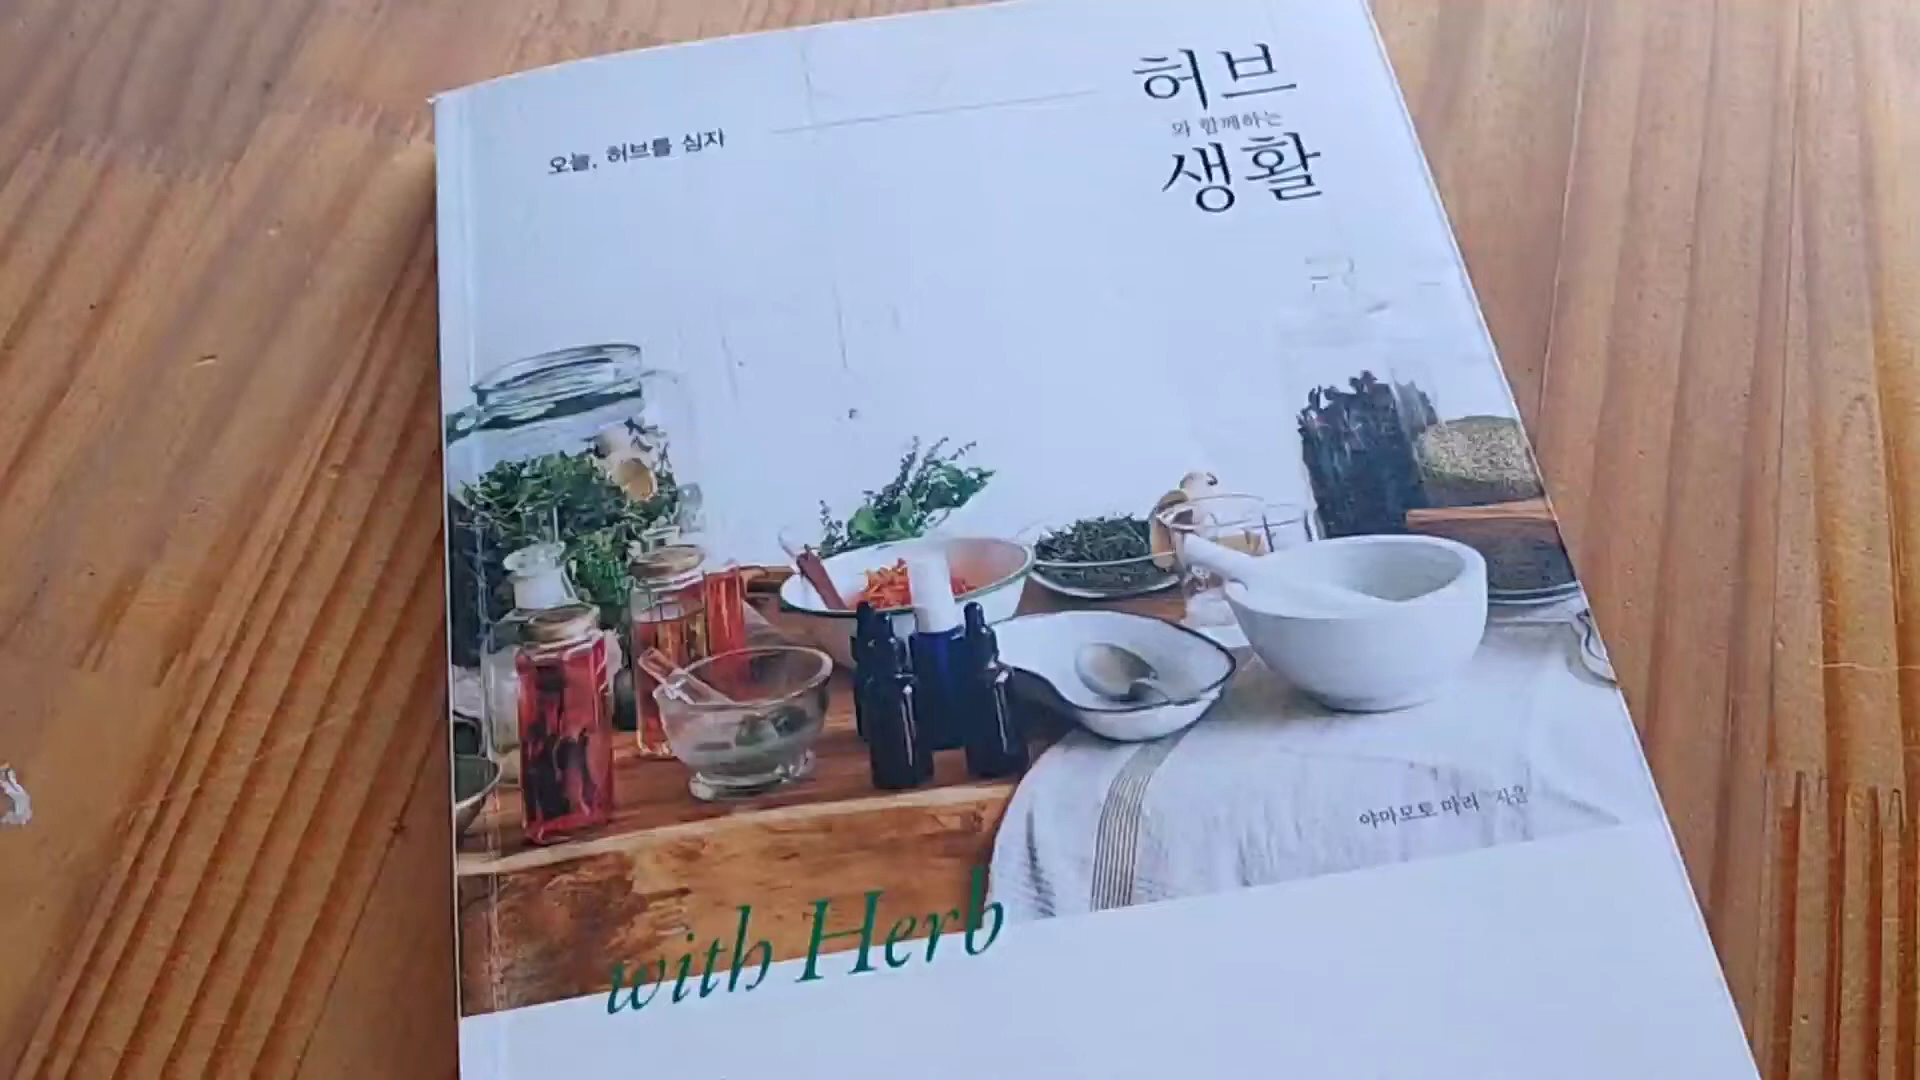 오늘, 허브를 심자
허브
와 함께하는
생활
야마모토 마리 지음
with Herb